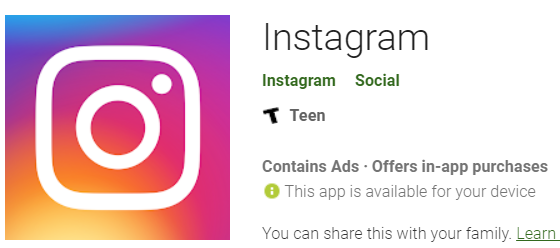 Instagram
Instagram Social
T Teen
Contains Ads · Offers in-app purchases
This app is available for your device
You can share this with your family. Learn